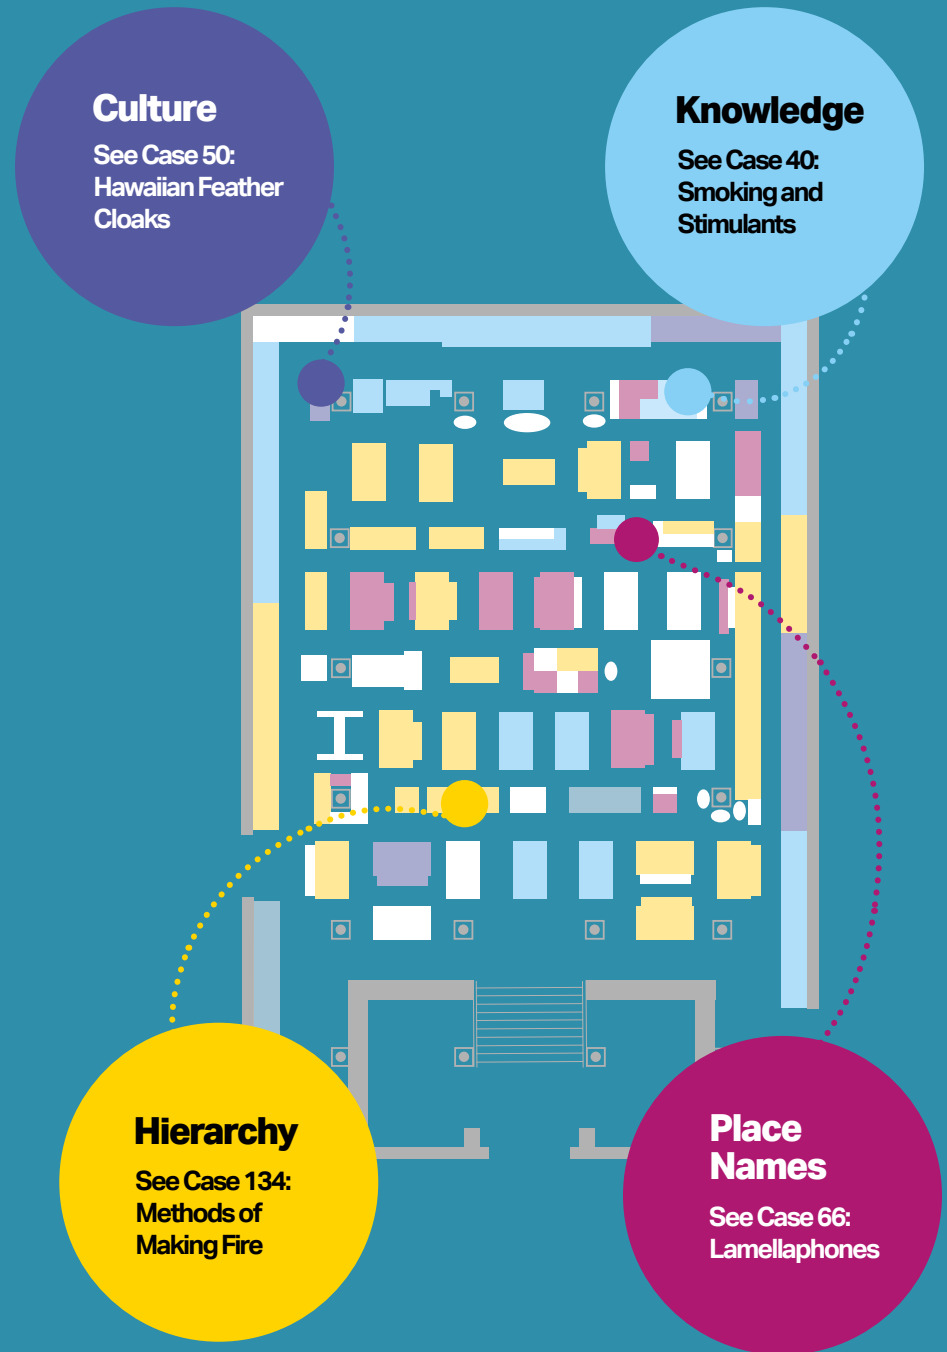 Culture
See Case 50:
Hawaiian Feather
Cloaks
Knowledge
See Case 40:
Smoking and
Stimulants
Hierarchy
See Case 134:
Methods of
Making Fire
Place
Names
See Case 66:
Lamellaphones